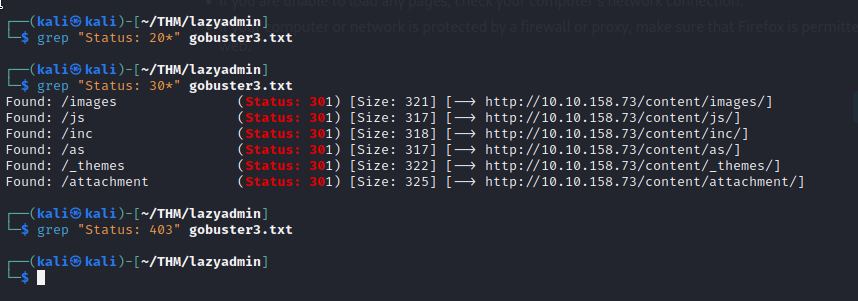 If you are unable to load any pages, check your computer's network connection.
┌──(kali㉿kali)-[~/THM/lazyadmin]
└─$ grep "Status: 20*" gobuster3.txt
computer or network is protected by a firewall or proxy, make sure that Firefox is permitte
web.
┌──(kali㉿kali)-[~/THM/lazyadmin]
└─$ grep "Status: 30*" gobuster3.txt
Found: /images (Status: 301) [Size: 321] [--> http://10.10.158.73/content/images/]
Found: /js (Status: 301) [Size: 317] [--> http://10.10.158.73/content/js/]
Found: /inc (Status: 301) [Size: 318] [--> http://10.10.158.73/content/inc/]
Found: /as (Status: 301) [Size: 317] [--> http://10.10.158.73/content/as/]
Found: /_themes (Status: 301) [Size: 322] [--> http://10.10.158.73/content/_themes/]
Found: /attachment (Status: 301) [Size: 325] [--> http://10.10.158.73/content/attachment/]
┌──(kali㉿kali)-[~/THM/lazyadmin]
└─$ grep "Status: 403" gobuster3.txt
┌──(kali㉿kali)-[~/THM/lazyadmin]
└─$